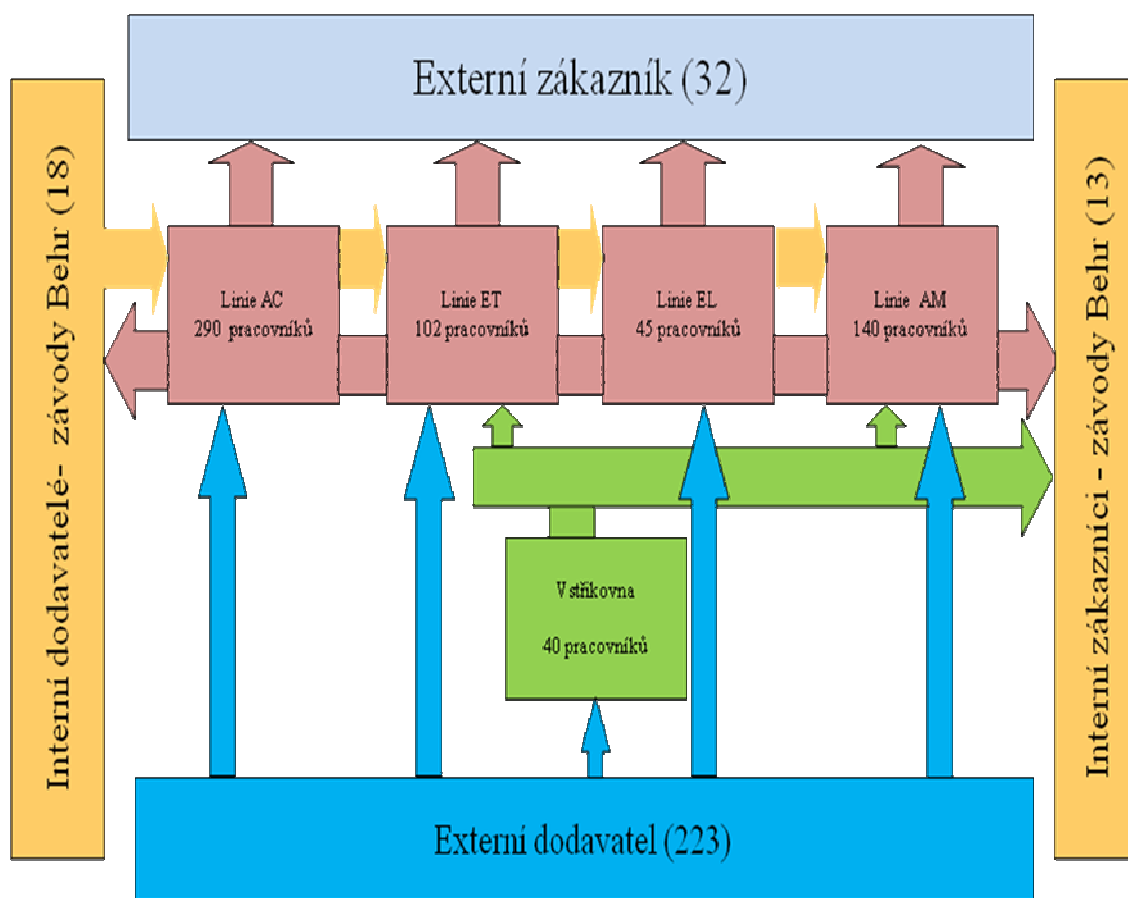 Externí zákazník (32)
Interní dodavatelé- závody Behr (18)
Linie AC
290 pracovníků
Linie ET
102 pracovníků
Linie EL
45 pracovníků
Linie AM
140 pracovníků
Interní zákazníci - závody Behr (13)
Vstřikovna
40 pracovníků
Externí dodavatel (223)